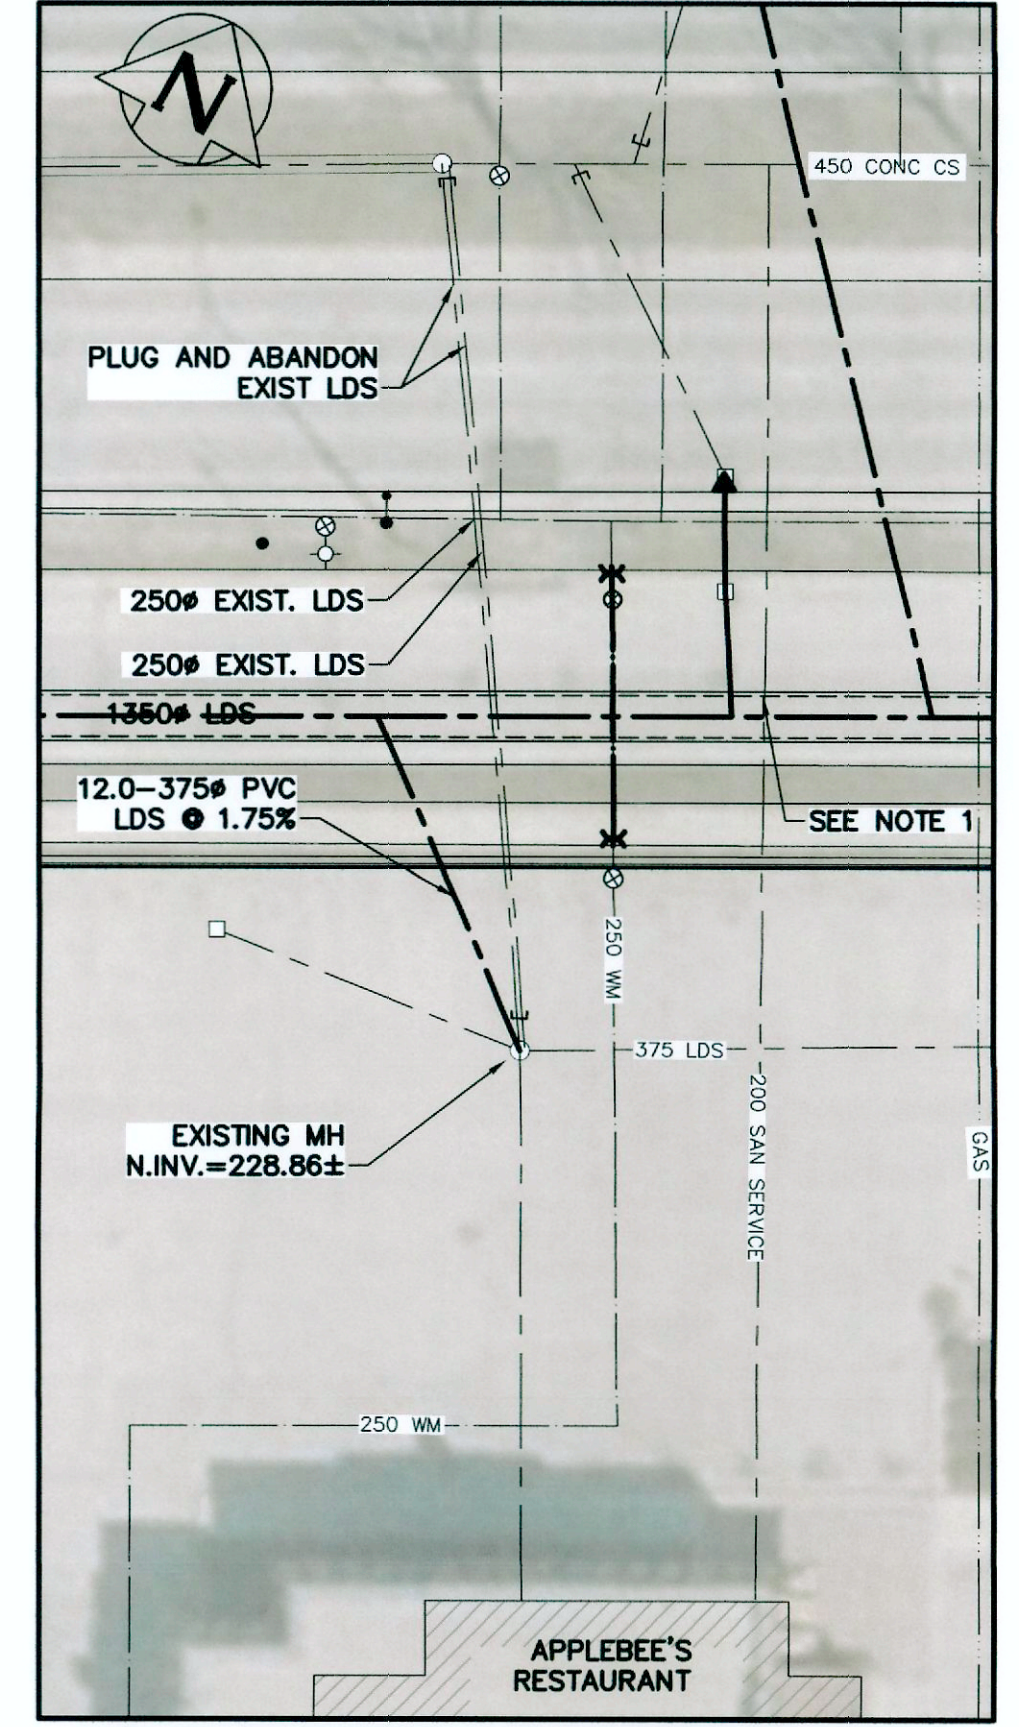 N
450 CONC CS
PLUG AND ABANDON
EXIST LDS
250ø EXIST. LDS
250ø EXIST. LDS
1350ø LDS
12.0-375ø PVC
LDS @ 1.75%
SEE NOTE 1
250 WM
375 LDS
200 SAN SERVICE
EXISTING MH
N.INV.=228.86±
GAS
250 WM
APPLEBEE'S
RESTAURANT